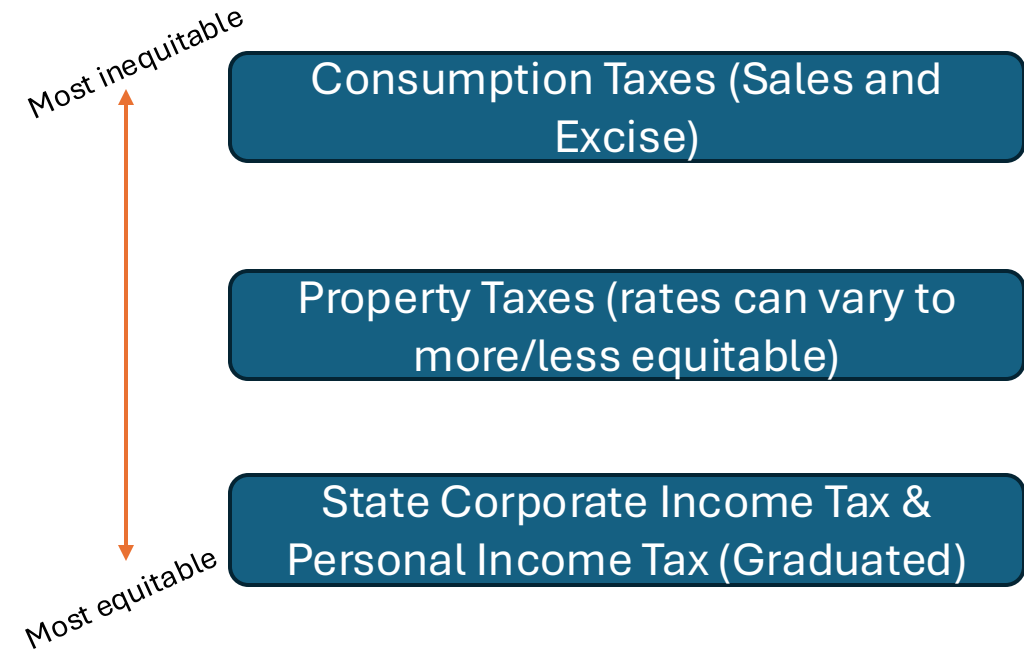 Most inequitable
Consumption Taxes (Sales and
Excise)
Property Taxes (rates can vary to
more/less equitable)
State Corporate Income Tax &
Personal Income Tax (Graduated)
Most equitable